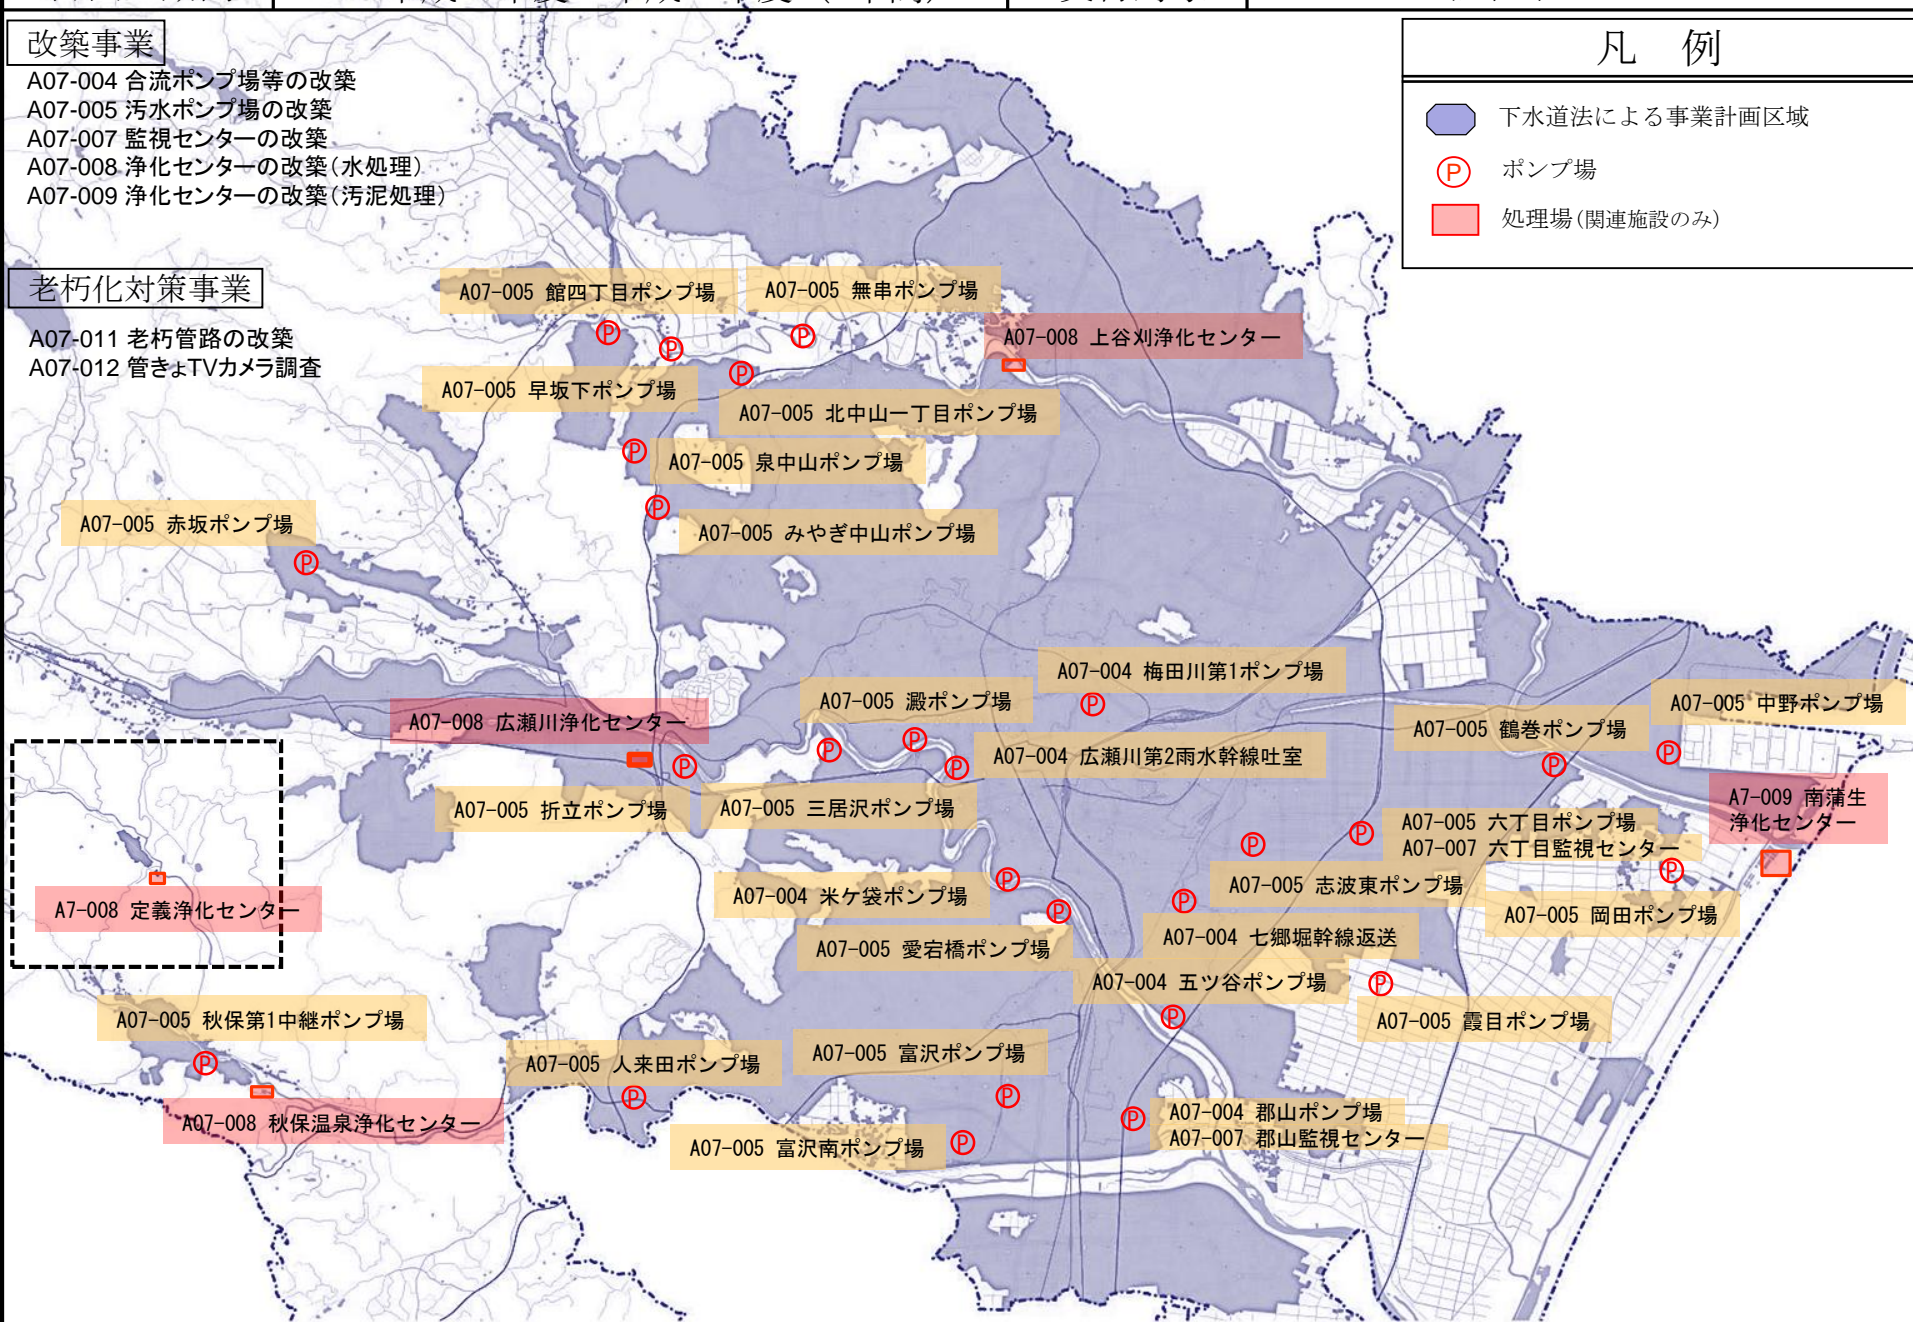 改築事業
A07-004 合流ポンプ場等の改築
A07-005 汚水ポンプ場の改築
A07-007 監視センターの改築
A07-008 浄化センターの改築(水処理)
A07-009 浄化センターの改築(汚泥処理)
老朽化対策事業
A07-011 老朽管路の改築
A07-012 管きょTVカメラ調査
凡 例
下水道法による事業計画区域
P ポンプ場
処理場(関連施設のみ)
A07-005 館四丁目ポンプ場
A07-005 無串ポンプ場
A07-008 上谷刈浄化センター
A07-005 早坂下ポンプ場
A07-005 北中山一丁目ポンプ場
A07-005 泉中山ポンプ場
A07-005 赤坂ポンプ場
A07-005 みやぎ中山ポンプ場
A07-004 梅田川第1ポンプ場
A07-005 澱ポンプ場
A07-008 広瀬川浄化センター
A07-005 中野ポンプ場
A07-005 鶴巻ポンプ場
A07-004 広瀬川第2雨水幹線吐室
A07-005 折立ポンプ場
A07-005 三居沢ポンプ場
A7-009 南蒲生
浄化センター
A07-005 六丁目ポンプ場
A07-007 六丁目監視センター
A07-005 志波東ポンプ場
A07-004 米ケ袋ポンプ場
A7-008 定義浄化センター
A07-005 岡田ポンプ場
A07-004 七郷堀幹線返送
A07-005 愛宕橋ポンプ場
A07-004 五ツ谷ポンプ場
A07-005 秋保第1中継ポンプ場
A07-005 霞目ポンプ場
A07-005 人来田ポンプ場
A07-005 富沢ポンプ場
A07-008 秋保温泉浄化センター
A07-004 郡山ポンプ場
A07-007 郡山監視センター
A07-005 富沢南ポンプ場